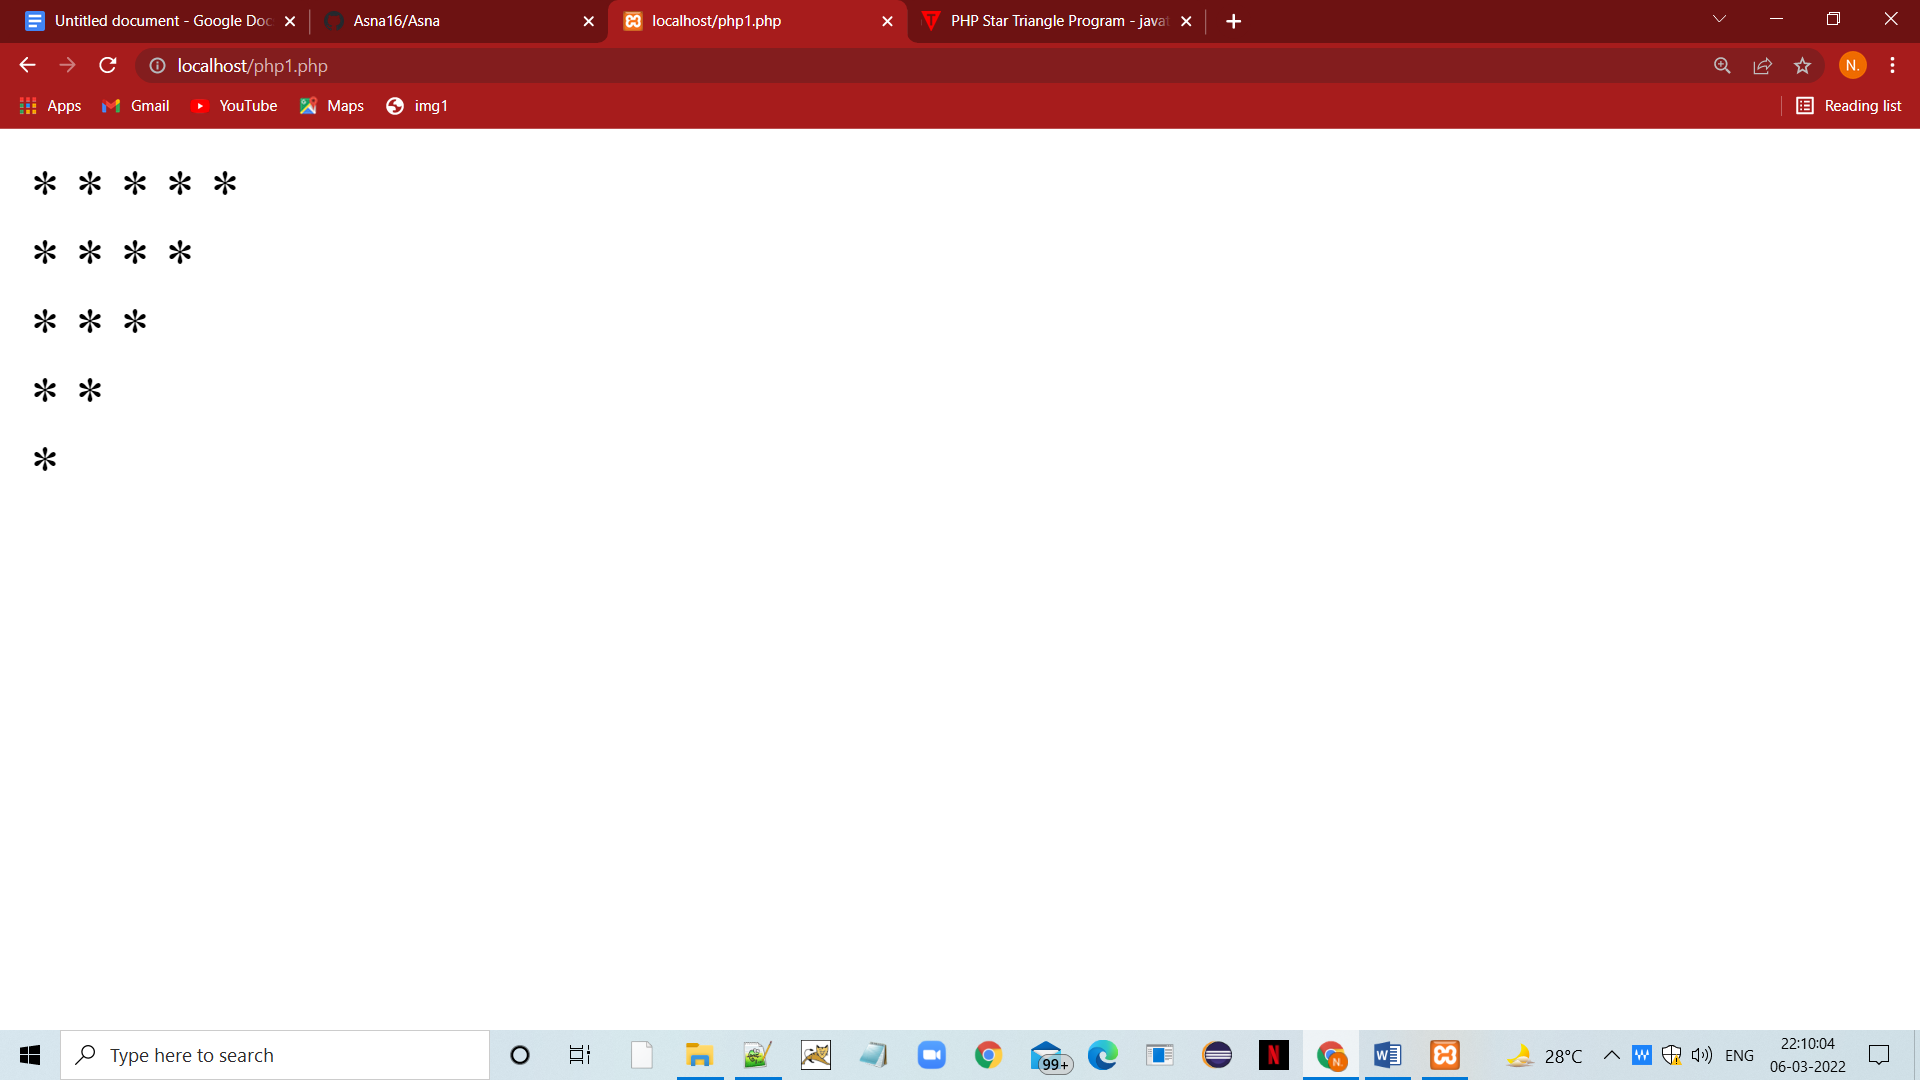 Untitled document - Google Doc
Asna16/Asna
localhost/php1.php
PHP Star Triangle Program - javat
localhost/php1.php
N.
Apps
Gmail
YouTube
Maps
img1
Reading list
* * * * *
* * * *
* * *
* *
*
Type here to search
99+
N
N.
W
28°C
W
ENG
22:10:04
06-03-2022